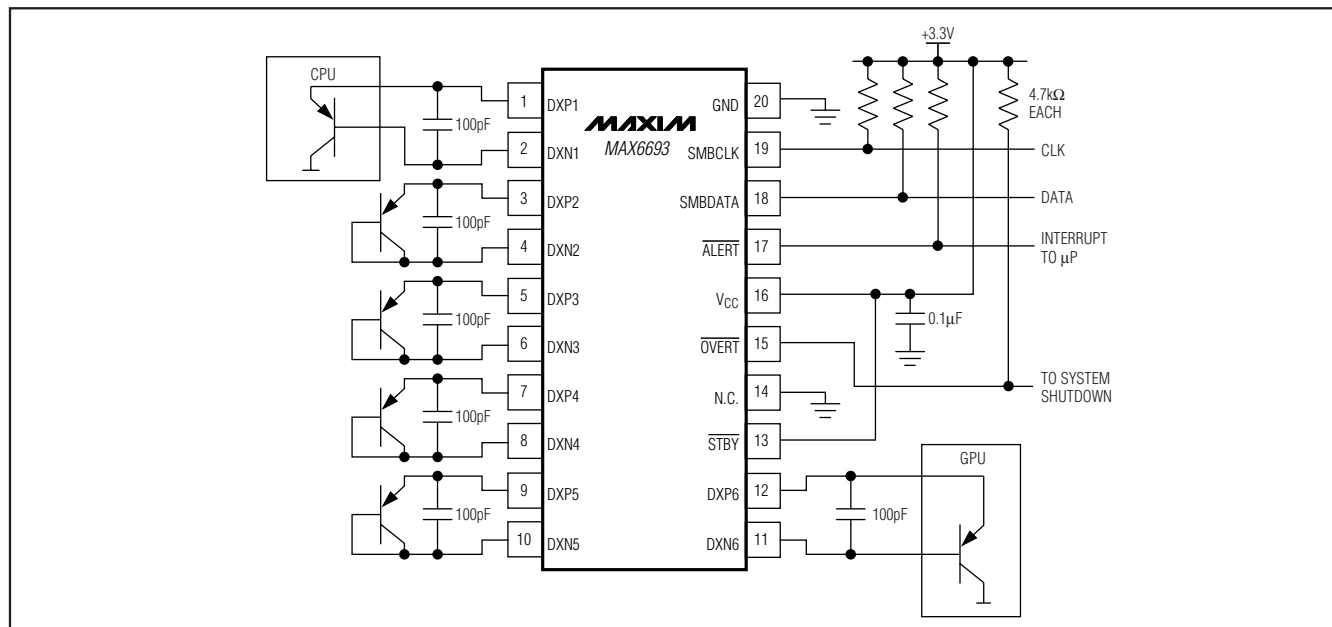 +3.3V
CPU
4.7kΩ
EACH
100pF
1
DXP1
GND
20
MAXIM
MAX6693
2
DXN1
SMBCLK
19
CLK
100pF
3
DXP2
SMBDATA
18
DATA
4
DXN2
ALERT
17
INTERRUPT
TO µP
100pF
5
DXP3
VCC
16
0.1µF
6
DXN3
OVERT
15
100pF
7
DXP4
N.C.
14
TO SYSTEM
SHUTDOWN
8
DXN4
STBY
13
GPU
100pF
9
DXP5
DXP6
12
100pF
10
DXN5
DXN6
11